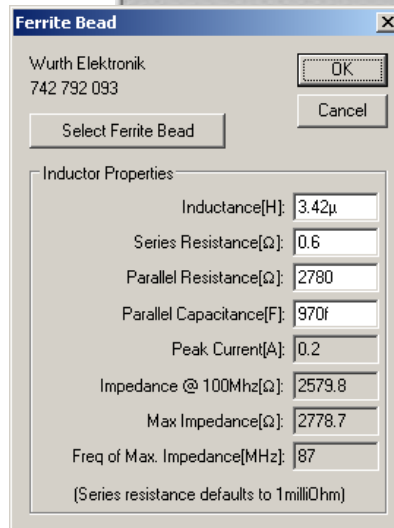 Ferrite Bead
Wurth Elektronik
742 792 093
OK
Cancel
Select Ferrite Bead
Inductor Properties
Inductance[H]: 3.42µ
Series Resistance[Ω]: 0.6
Parallel Resistance[Ω]: 2780
Parallel Capacitance[F]: 970f
Peak Current[A]: 0.2
Impedance @ 100Mhz[Ω]: 2579.8
Max Impedance[Ω]: 2778.7
Freq of Max. Impedance[MHz]: 87
(Series resistance defaults to 1milliOhm)